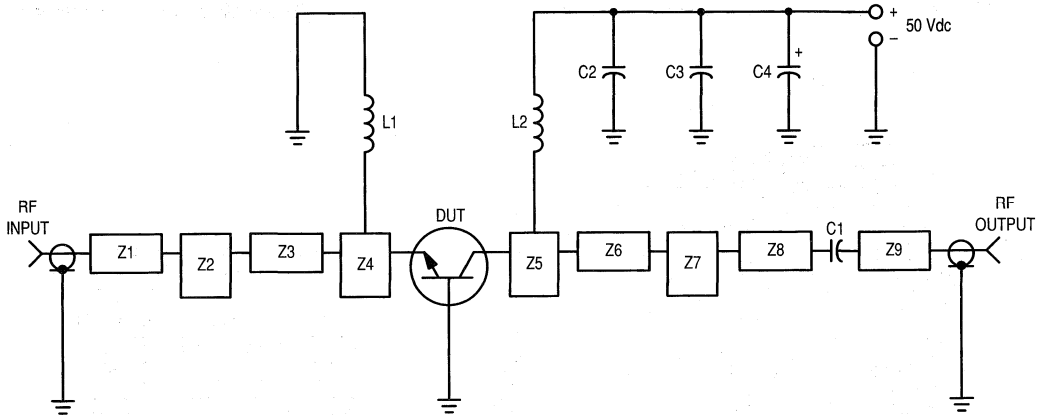 +
50 Vdc
–
C2
C3
+
C4
L1
L2
RF
INPUT
DUT
RF
OUTPUT
C1
Z1
Z2
Z3
Z4
Z5
Z6
Z7
Z8
Z9